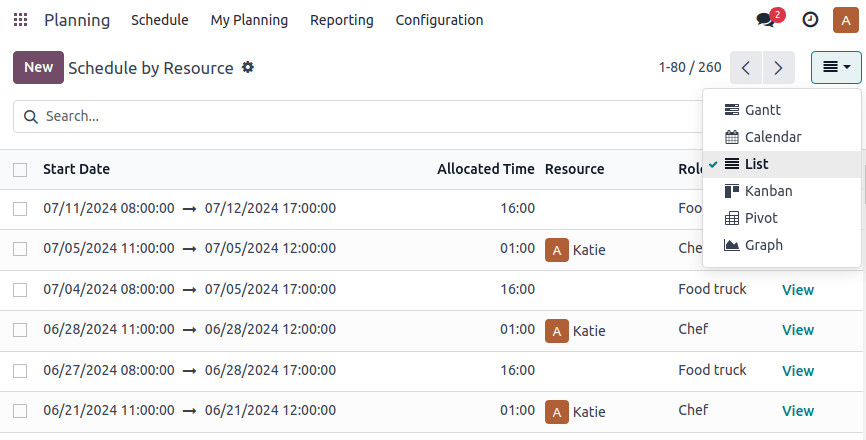 Planning Schedule My Planning Reporting Configuration 2 A
New Schedule by Resource 1-80 / 260
Search...
Gantt
Calendar
List
Kanban
Pivot
Graph
Start Date Allocated Time Resource Rol
07/11/2024 08:00:00 → 07/12/2024 17:00:00 16:00 Foo
07/05/2024 11:00:00 → 07/05/2024 12:00:00 01:00 A Katie Che
07/04/2024 08:00:00 → 07/05/2024 17:00:00 16:00 Food truck View
06/28/2024 11:00:00 → 06/28/2024 12:00:00 01:00 A Katie Chef View
06/27/2024 08:00:00 → 06/28/2024 17:00:00 16:00 Food truck View
06/21/2024 11:00:00 → 06/21/2024 12:00:00 01:00 A Katie Chef View